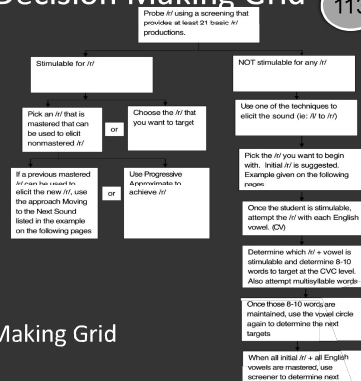 Decision Making Grid
113
Probe /r/ using a screening that
provides at least 21 basic /r/
productions.
Stimulable for /r/
NOT stimulable for any /r/
Pick an /r/ that is
mastered that can
be used to elicit
nonmastered /r/
or
Choose the /r/ that
you want to target
Use one of the techniques to
elicit the sound (ie: /l/ to /r/)
If a previous mastered
/r/ can be used to
elicit the new /r/, use
the approach Moving
to the Next Sound
listed in the example
on the following pages
or
Use Progressive
Approximate to
achieve /r/
Pick the /r/ you want to begin
with. Initial /r/ is suggested.
Example given on the following
pages
Once the student is stimulable,
attempt the /r/ with each English
vowel. (CV)
Determine which /r/ + vowel is
stimulable and determine 8-10
words to target at the CVC level.
Also attempt multisyllable words
Once those 8-10 words are
maintained, use the vowel circle
again to determine the next
targets
Making Grid
When all initial /r/ + all English
vowels are mastered, use
screener to determine next